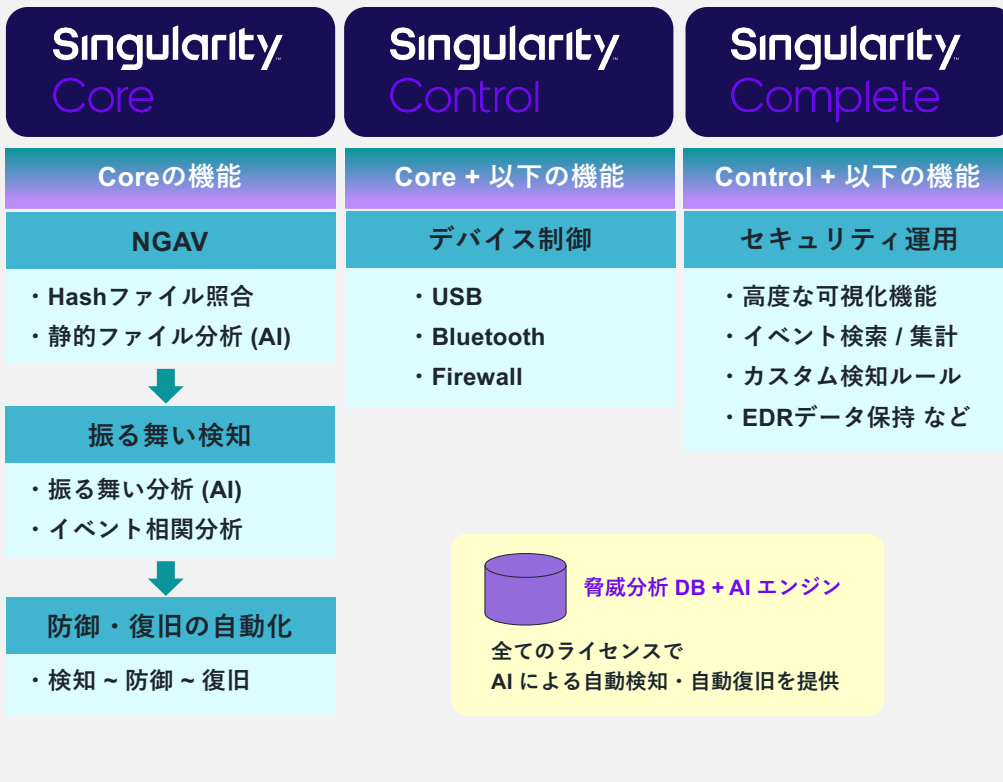 Singularity
Core
Singularity
Control
Singularity
Complete
Coreの機能
NGAV
・Hashファイル照合
・静的ファイル分析 (AI)
振る舞い検知
・振る舞い分析 (AI)
・イベント相関分析
防御・復旧の自動化
・検知 ~ 防御 ~ 復旧
Core + 以下の機能
デバイス制御
・USB
・Bluetooth
・Firewall
Control + 以下の機能
セキュリティ運用
・高度な可視化機能
・イベント検索 / 集計
・カスタム検知ルール
・EDRデータ保持 など
脅威分析 DB + AI エンジン
全てのライセンスで
AI による自動検知・自動復旧を提供